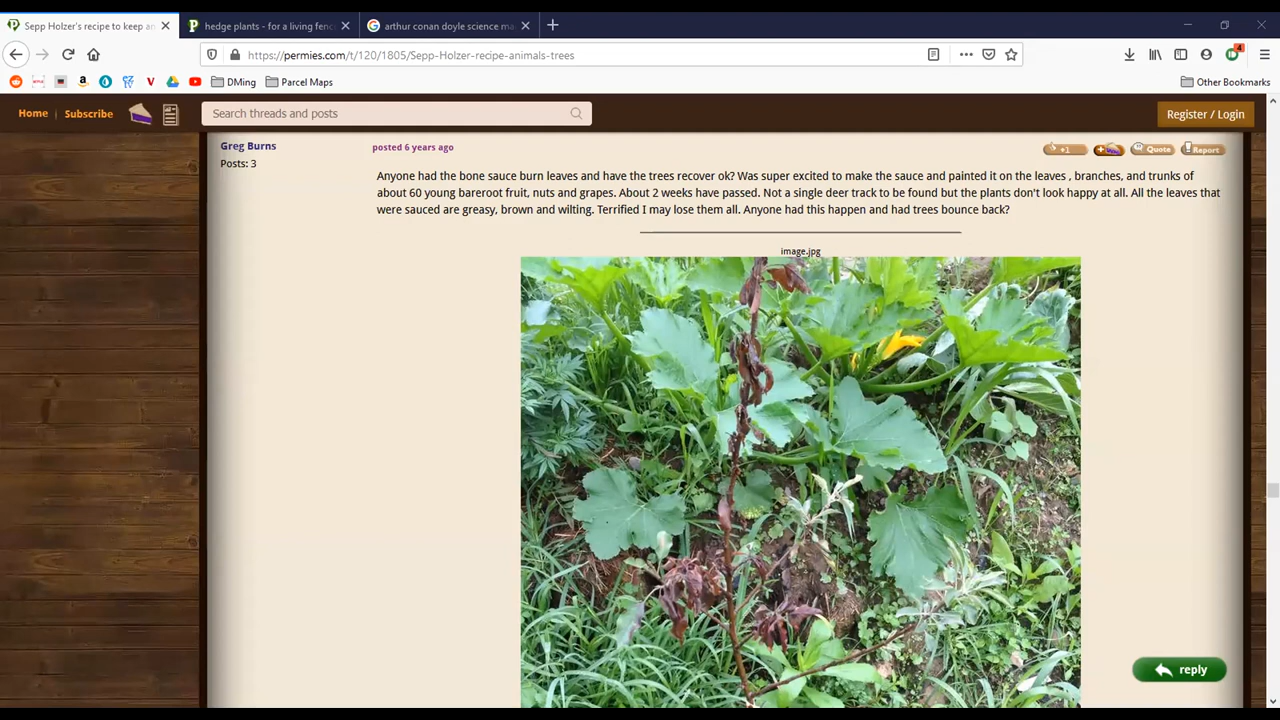 Sepp Holzer's recipe to keep an
hedge plants - for a living fenc
arthur conan doyle science ma
https://permies.com/t/120/1805/Sepp-Holzer-recipe-animals-trees
4
DMing
Parcel Maps
Other Bookmarks
Home | Subscribe
Search threads and posts
Register / Login
Greg Burns
Posts: 3
posted 6 years ago
+1
Quote
Report
Anyone had the bone sauce burn leaves and have the trees recover ok? Was super excited to make the sauce and painted it on the leaves , branches, and trunks of
about 60 young bareroot fruit, nuts and grapes. About 2 weeks have passed. Not a single deer track to be found but the plants don't look happy at all. All the leaves that
were sauced are greasy, brown and wilting. Terrified I may lose them all. Anyone had this happen and had trees bounce back?
image.jpg
reply